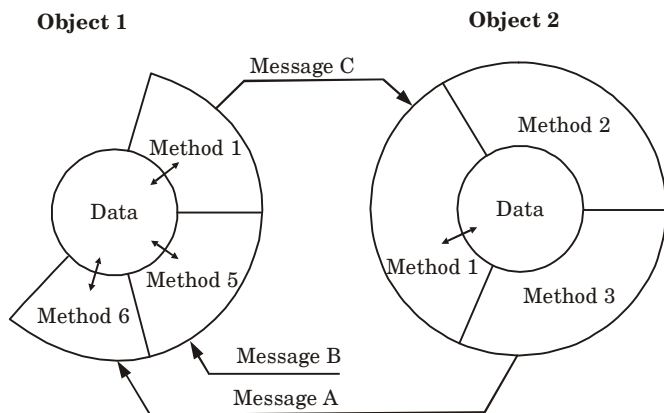 Object 1
Object 2
Message C
Method 1
Method 2
Data
Data
Method 5
Method 1
Method 6
Method 3
Message B
Message A